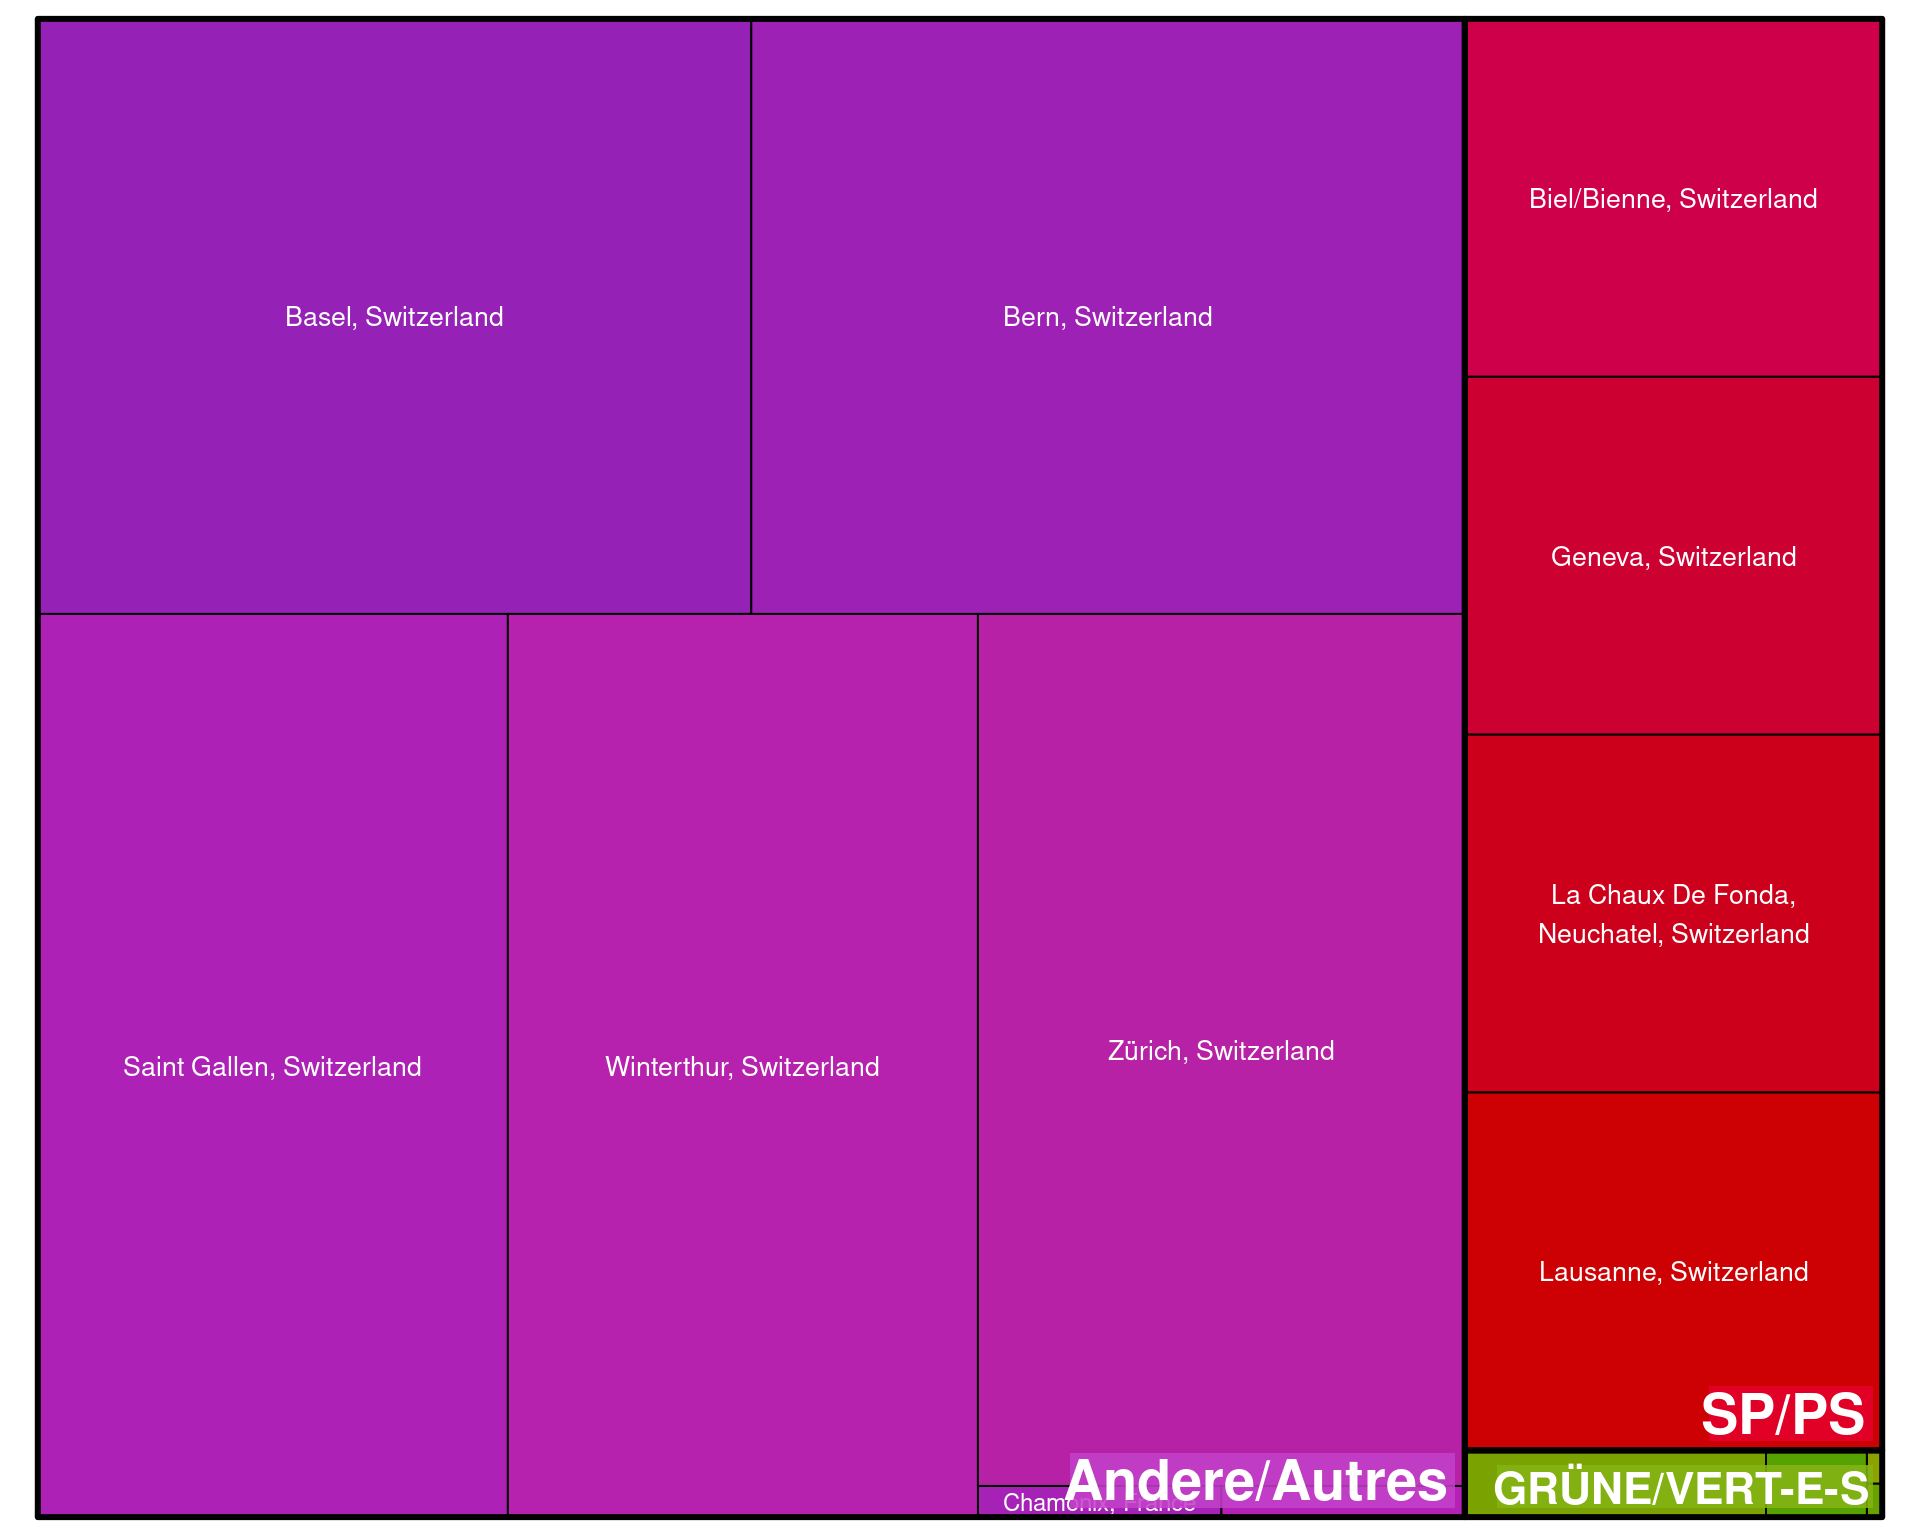 Basel, Switzerland
Bern, Switzerland
Biel/Bienne, Switzerland
Geneva, Switzerland
La Chaux De Fonda,
Neuchatel, Switzerland
Saint Gallen, Switzerland
Winterthur, Switzerland
Zürich, Switzerland
Lausanne, Switzerland
SP/PS
Andere/Autres
Chamonix, France
GRÜNE/VERT-E-S